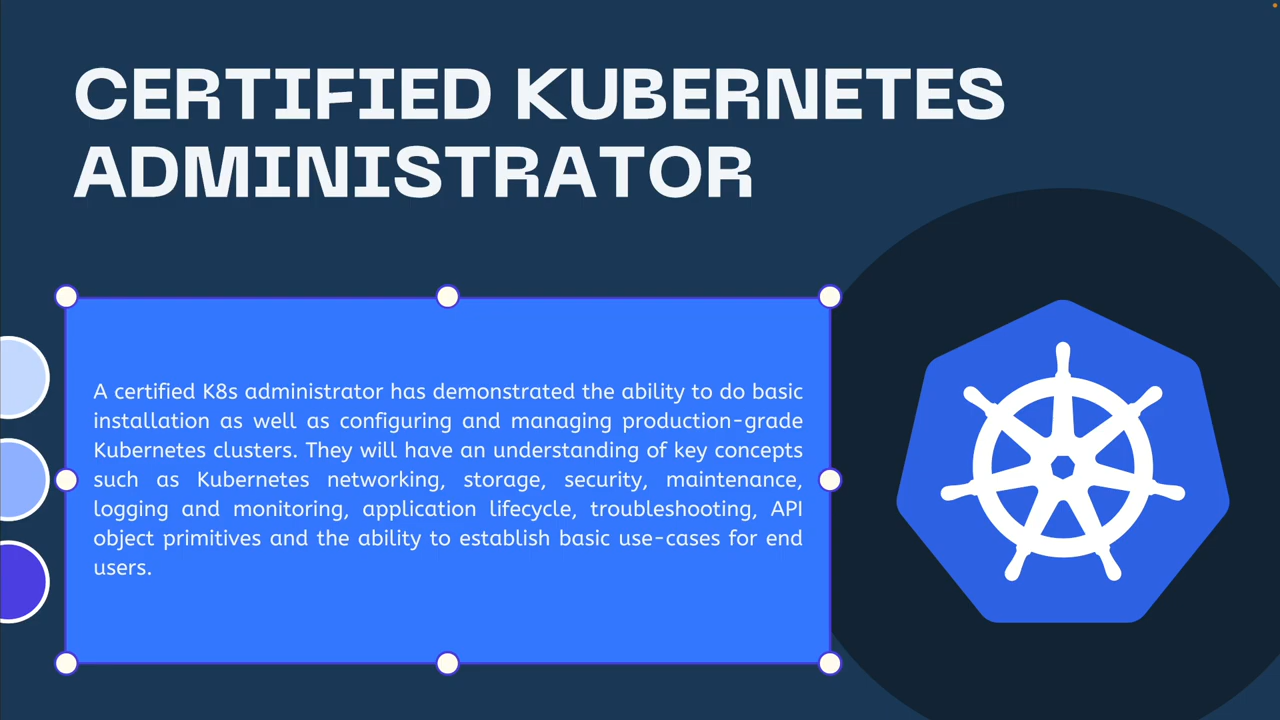 CERTIFIED KUBERNETES
ADMINISTRATOR
A certified K8s administrator has demonstrated the ability to do basic
installation as well as configuring and managing production-grade
Kubernetes clusters. They will have an understanding of key concepts
such as Kubernetes networking, storage, security, maintenance,
logging and monitoring, application lifecycle, troubleshooting, API
object primitives and the ability to establish basic use-cases for end
users.